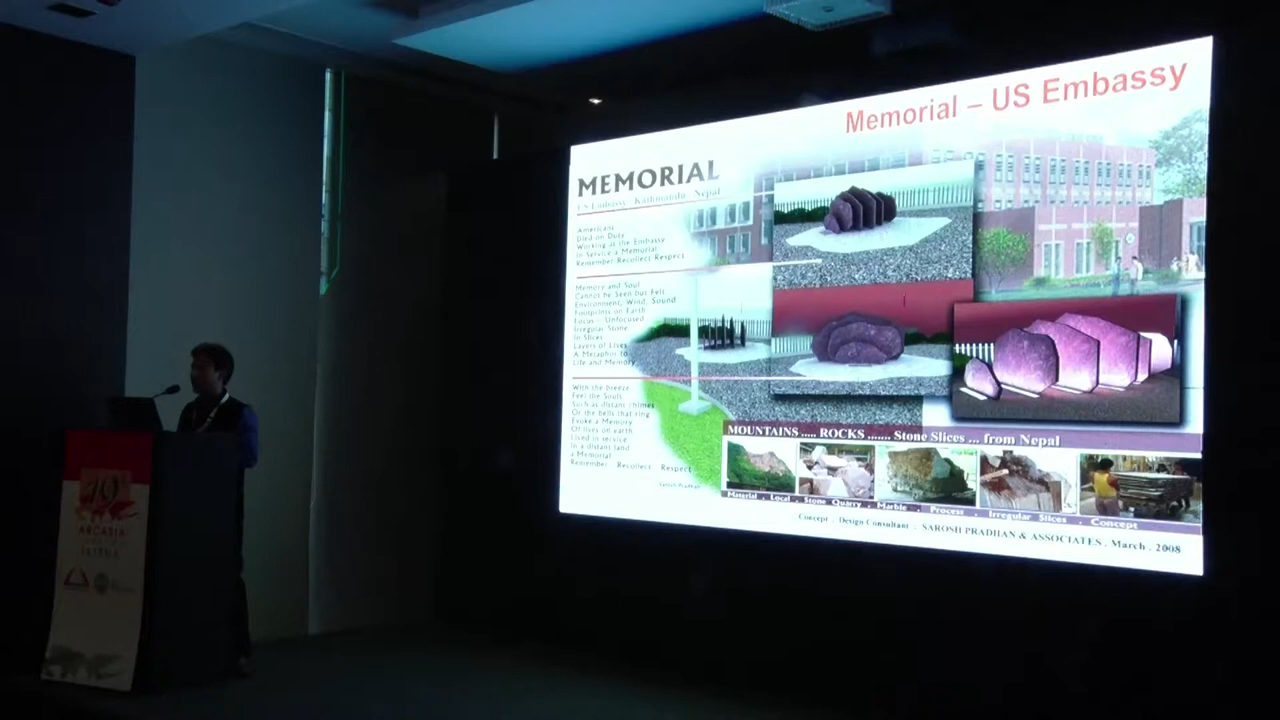 Memorial – US Embassy
MEMORIAL
US Embassy . Kathmandu . Nepal
Americans
Died on Duty
Working at the Embassy
In Service a Memorial
Remember Recollect Respect
Memory and Soul
Cannot be Seen but Felt
Environment, Wind, Sound
Footprints on Earth
Focus - Unfocused
Irregular Stone
In Slices
Layers of Lives
A Metaphor to
Life and Memory
With the breeze
Feel the Souls
Such as distant chimes
Or the bells that ring
Evoke a Memory
Of lives on earth
Lived in service
In a distant land
a Memorial
Remember Recollect Respect
MOUNTAINS ..... ROCKS ....... Stone Slices ... from Nepal
Material . Local . Stone Quarry . Marble . Process . Irregular Slices . Concept
Concept . Design Consultant . SAROSH PRADHAN & ASSOCIATES . March . 2008
19
ARCASIA